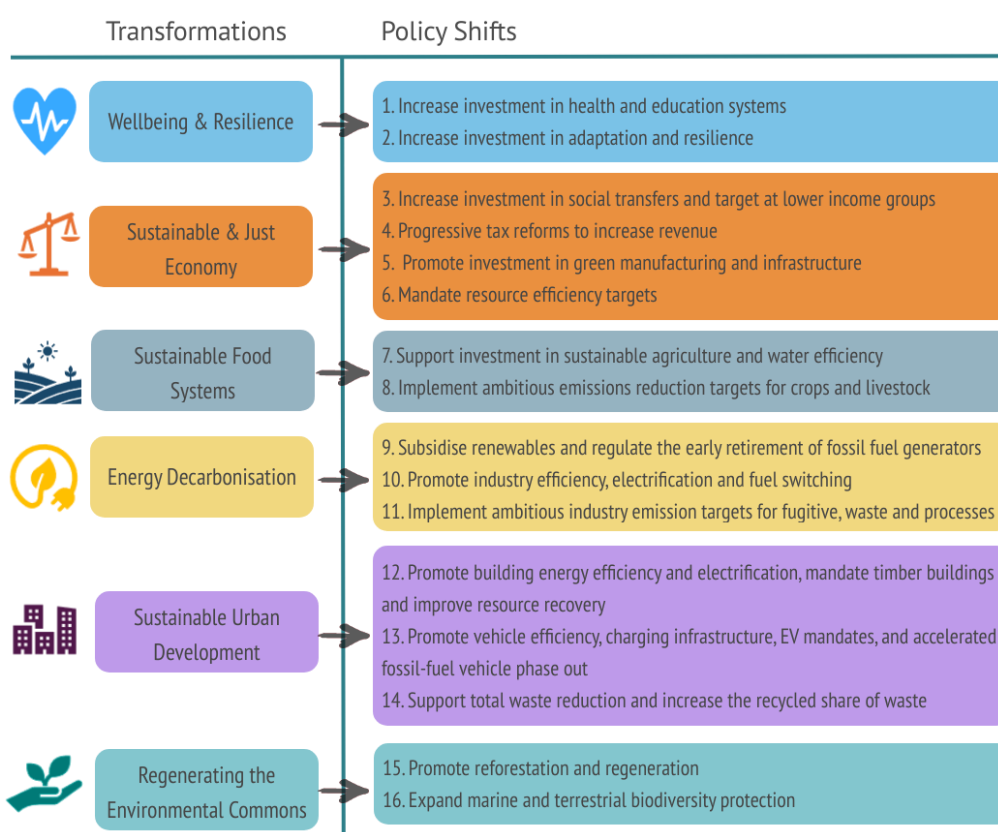 Transformations
Policy Shifts
Wellbeing & Resilience
1. Increase investment in health and education systems
2. Increase investment in adaptation and resilience
Sustainable & Just
Economy
3. Increase investment in social transfers and target at lower income groups
4. Progressive tax reforms to increase revenue
5. Promote investment in green manufacturing and infrastructure
6. Mandate resource efficiency targets
Sustainable Food
Systems
7. Support investment in sustainable agriculture and water efficiency
8. Implement ambitious emissions reduction targets for crops and livestock
Energy Decarbonisation
9. Subsidise renewables and regulate the early retirement of fossil fuel generators
10. Promote industry efficiency, electrification and fuel switching
11. Implement ambitious industry emission targets for fugitive, waste and processes
Sustainable Urban
Development
12. Promote building energy efficiency and electrification, mandate timber buildings
and improve resource recovery
13. Promote vehicle efficiency, charging infrastructure, EV mandates, and accelerated
fossil-fuel vehicle phase out
14. Support total waste reduction and increase the recycled share of waste
Regenerating the
Environmental Commons
15. Promote reforestation and regeneration
16. Expand marine and terrestrial biodiversity protection